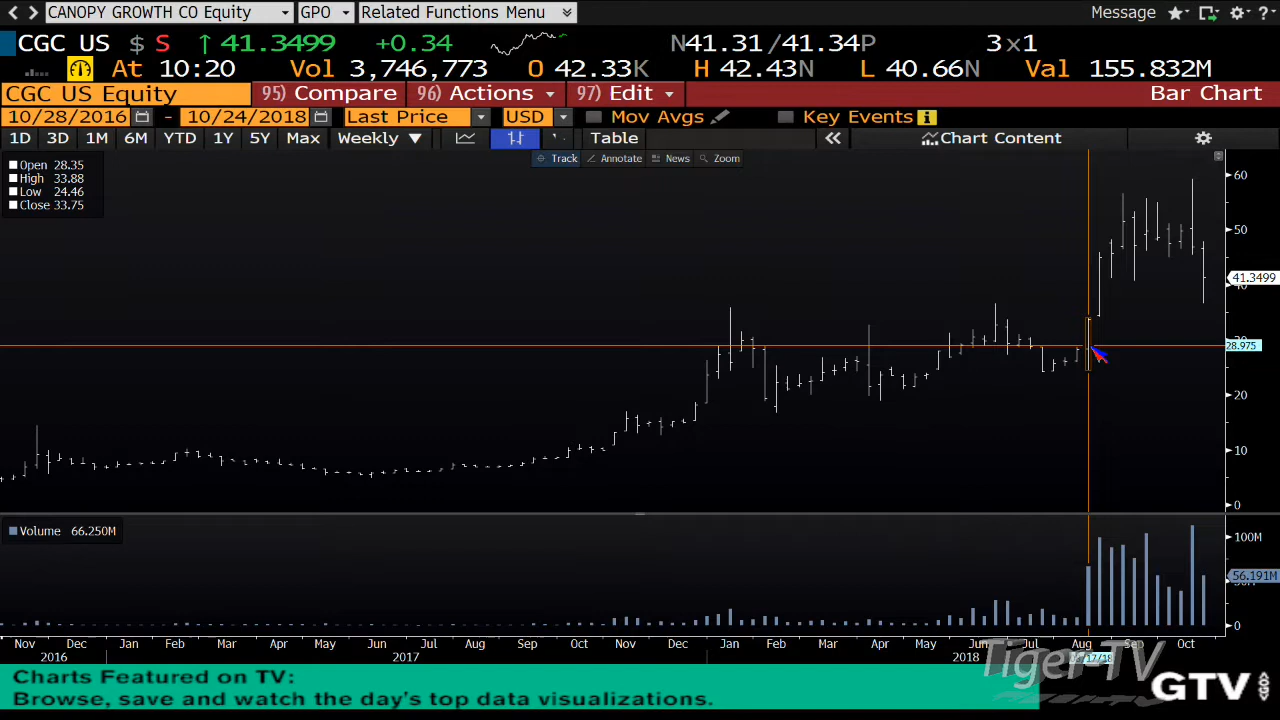 CANOPY GROWTH CO Equity GPO Related Functions Menu Message
CGC US $ S ↑ 41.3499 +0.34 N41.31/41.34P 3x1
At 10:20 Vol 3,746,773 O 42.33K H 42.43N L 40.66N Val 155.832M
CGC US Equity 95) Compare 96) Actions 97) Edit Bar Chart
10/28/2016 - 10/24/2018 Last Price USD Mov Avgs Key Events
1D 3D 1M 6M YTD 1Y 5Y Max Weekly ▼ Table « Chart Content
Track Annotate News Zoom
Open 28.35
High 33.88
Low 24.46
Close 33.75
60
50
41.3499
28.975
20
10
0
Volume 66.250M
100M
56.191M
0
Nov Dec Jan Feb Mar Apr May Jun Jul Aug Sep Oct Nov Dec Jan Feb Mar Apr May Jun Jul Aug Sep Oct
2016 2017 2018
Tiger-TV
GTV
Charts Featured on TV:
Browse, save and watch the day's top data visualizations.